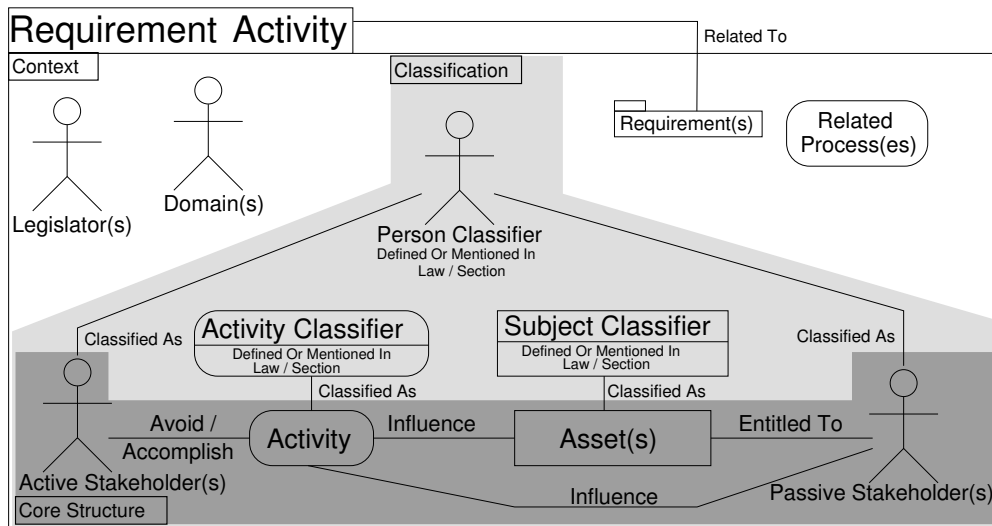 Requirement Activity
Related To
Context
Classification
Requirement(s)
Related
Process(es)
Legislator(s)
Domain(s)
Person Classifier
Defined Or Mentioned In
Law / Section
Classified As
Activity Classifier
Defined Or Mentioned In
Law / Section
Subject Classifier
Defined Or Mentioned In
Law / Section
Classified As
Classified As
Classified As
Avoid /
Accomplish
Activity
Influence
Asset(s)
Entitled To
Active Stakeholder(s)
Influence
Passive Stakeholder(s)
Core Structure